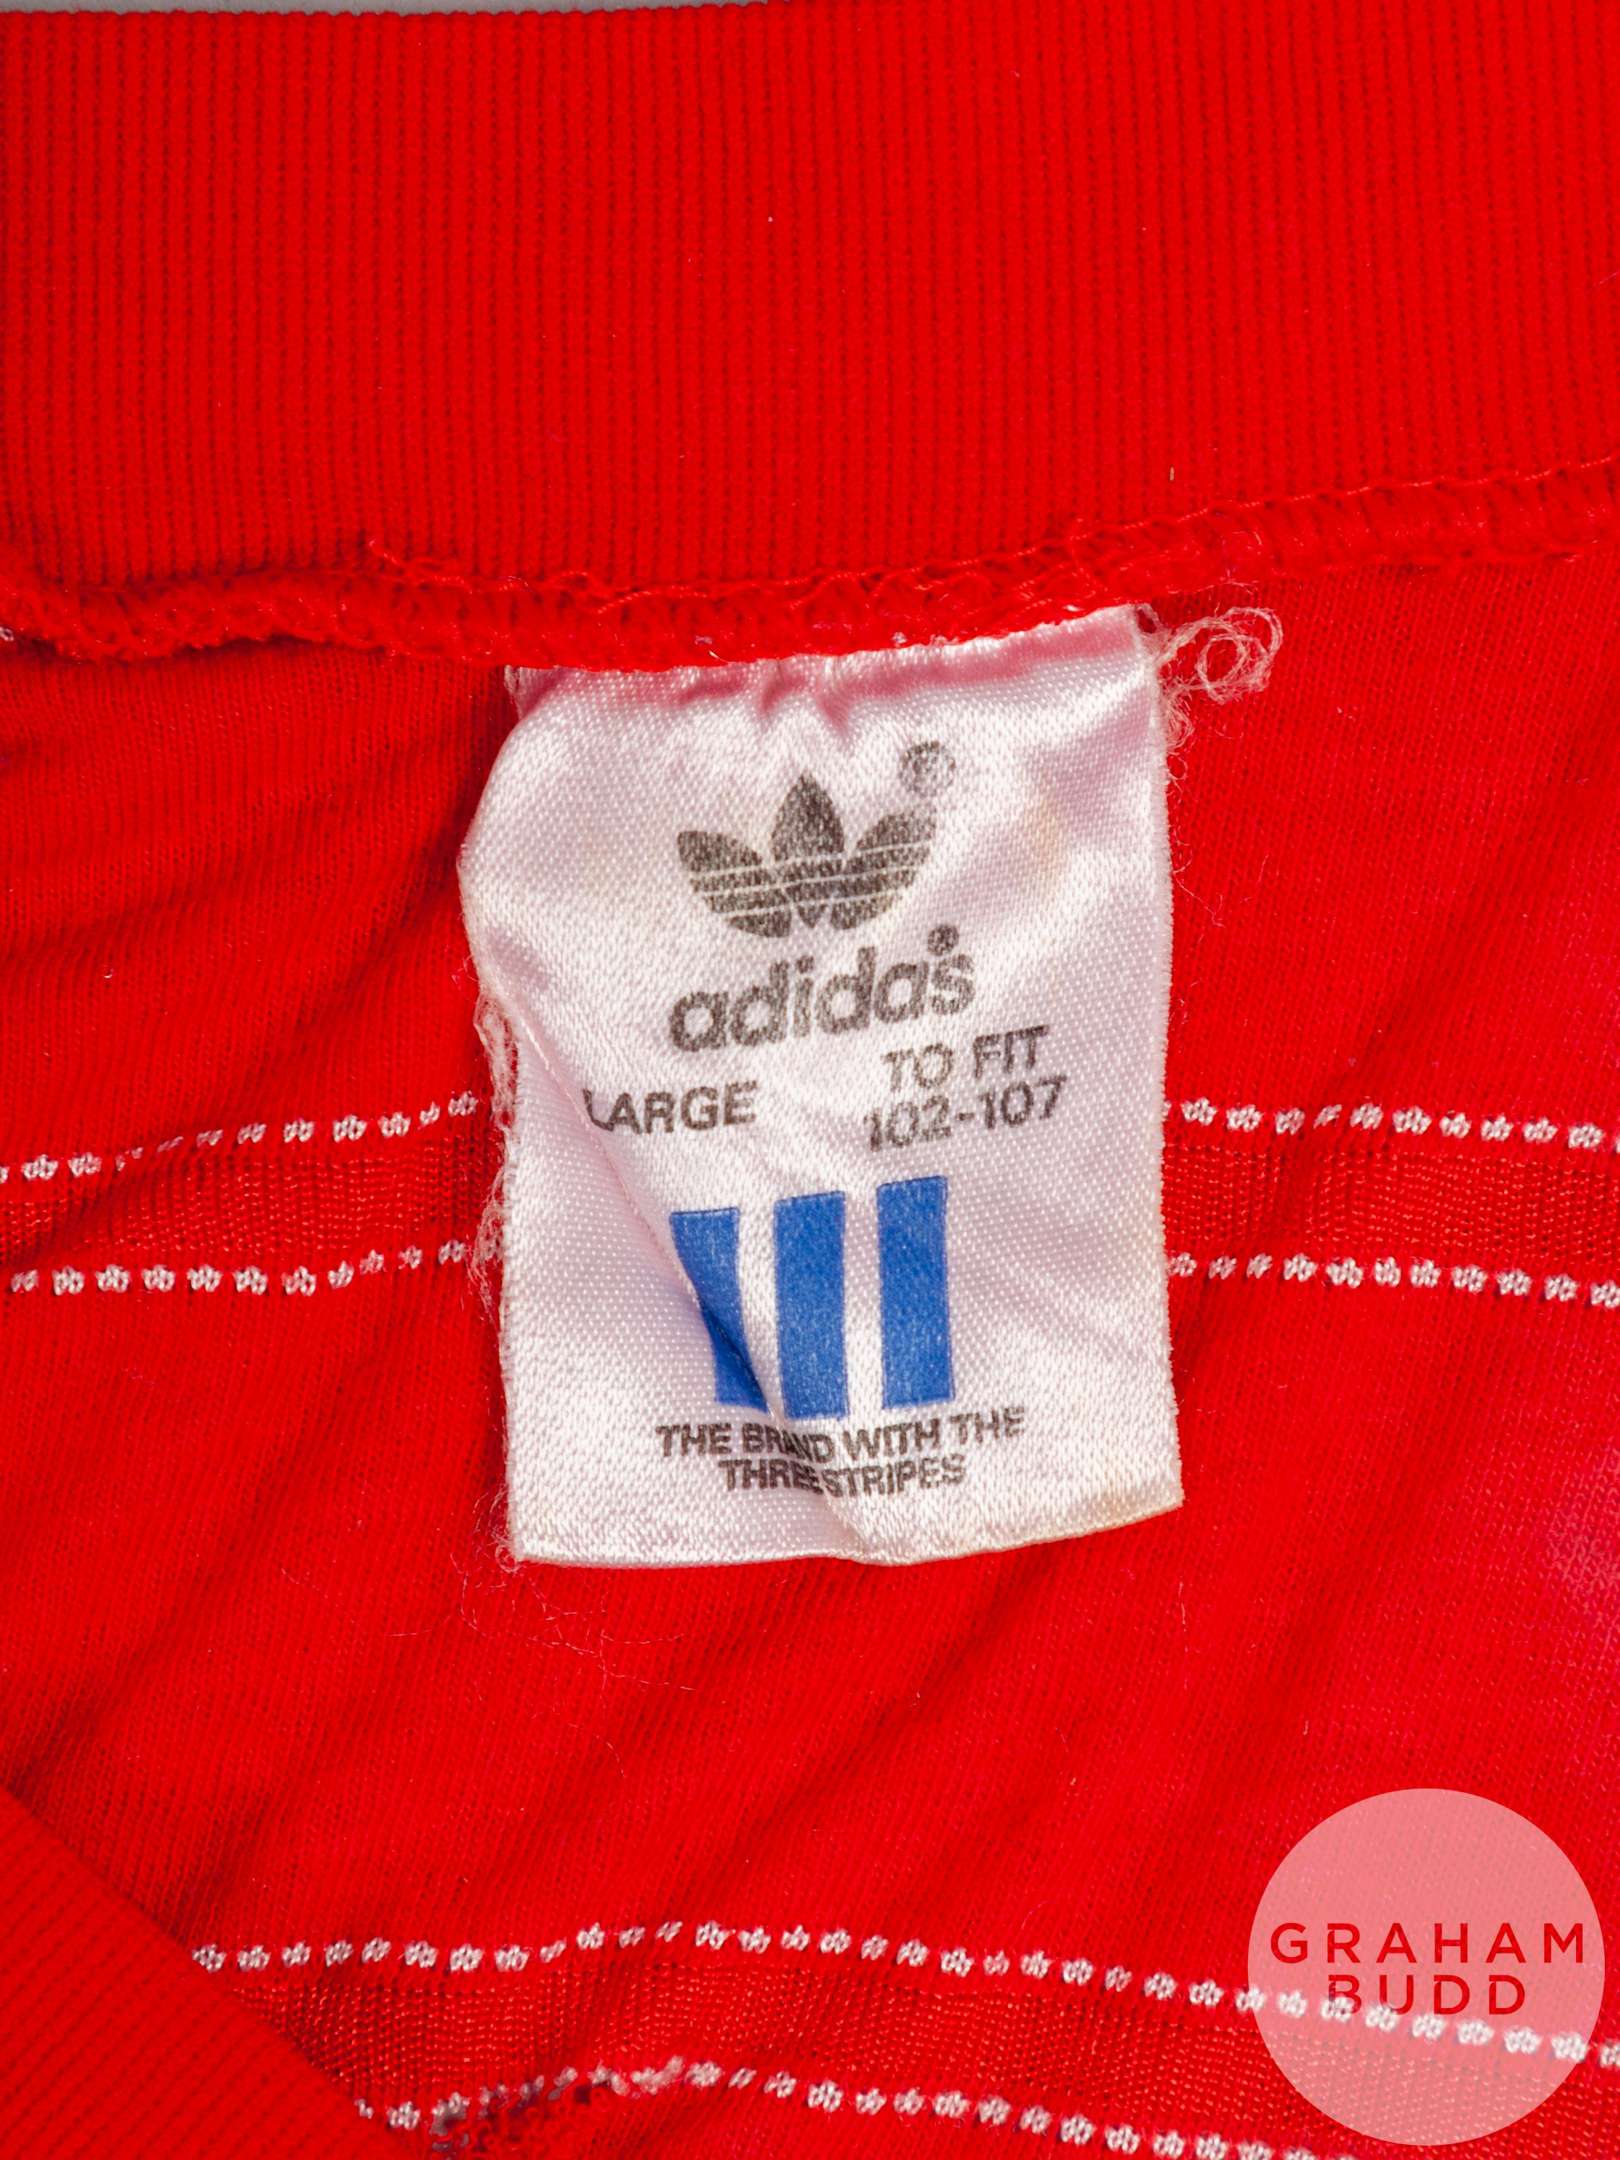 adidas®
LARGE
TO FIT
102-107
THE BRAND WITH THE
THREE STRIPES
GRAHAM
BUDD